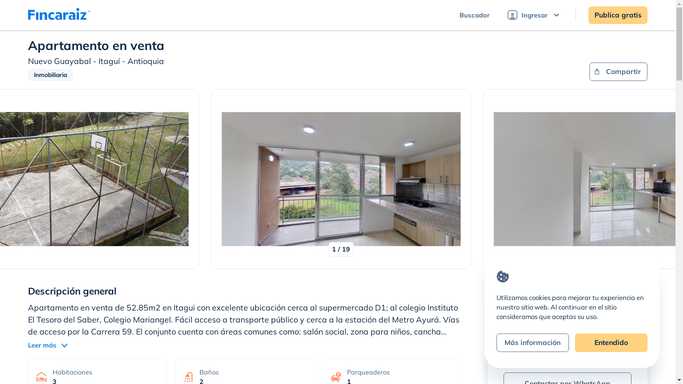 Fincaraiz
Buscador
Ingresar
Publica gratis
Apartamento en venta
Nuevo Guayabal - Itaguí - Antioquia
Inmobiliaria
Compartir
1 / 19
Descripción general
Apartamento en venta de 52.85m2 en Itagui con excelente ubicación cerca al supermercado D1; al colegio Instituto
El Tesoro del Saber, Colegio Mariangel. Fácil acceso a transporte público y cerca a la estación del Metro Ayurá. Vías
de acceso por la Carrera 59. El conjunto cuenta con áreas comunes como: salón social, zona para niños, cancha...
Leer más
Habitaciones
3
Baños
2
Parqueaderos
1
Utilizamos cookies para mejorar tu experiencia en
nuestro sitio web. Al continuar en el sitio
consideramos que aceptas su uso.
Más información
Entendido
Contactar por WhatsApp